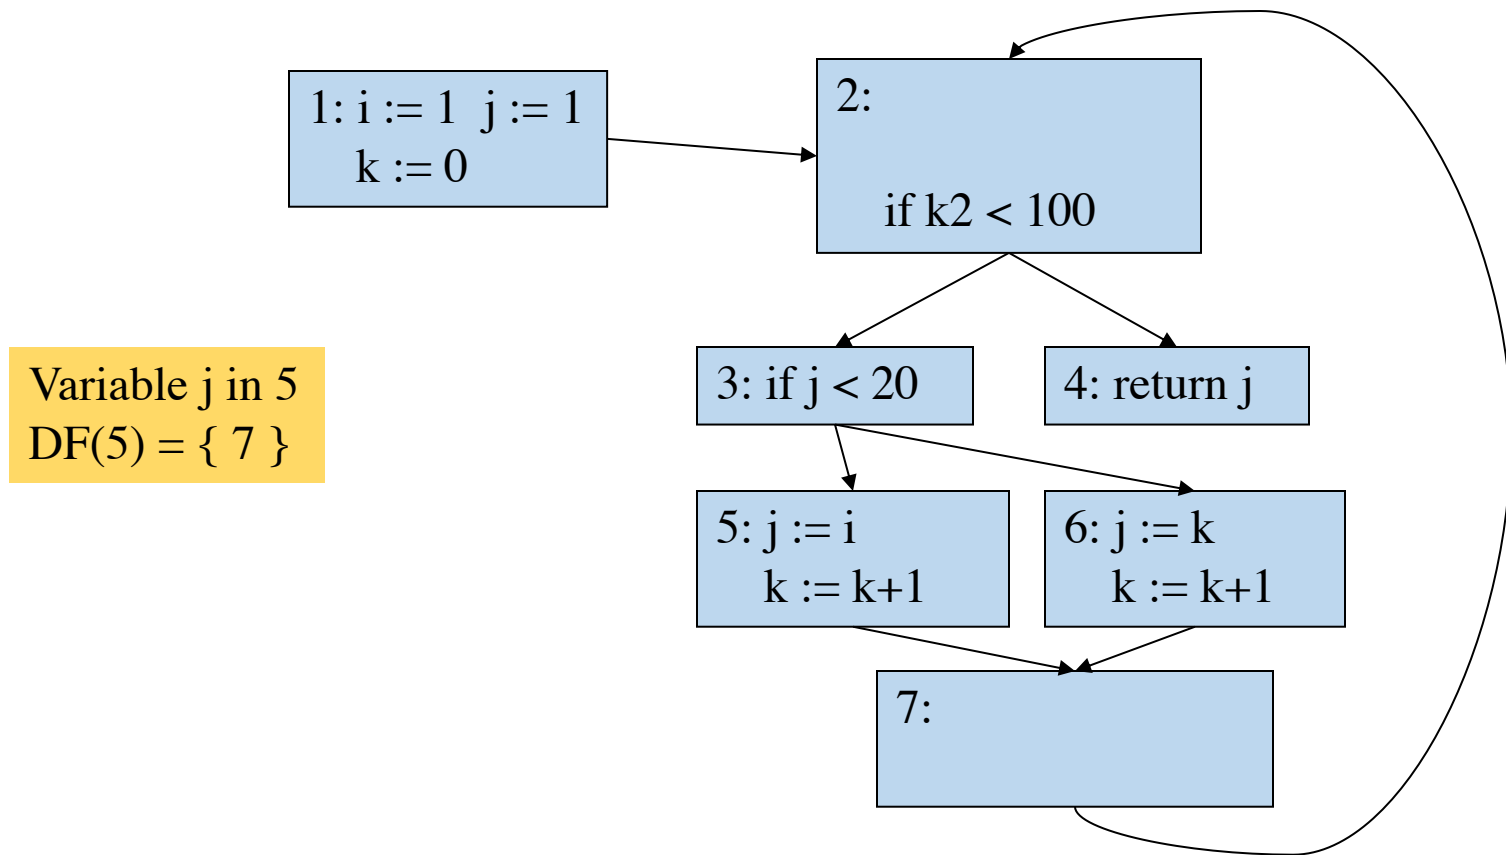 1: i := 1  j := 1
k := 0
2:
if k2 < 100
Variable j in 5
DF(5) = { 7 }
3: if j < 20
4: return j
5: j := i
k := k+1
6: j := k
k := k+1
7: